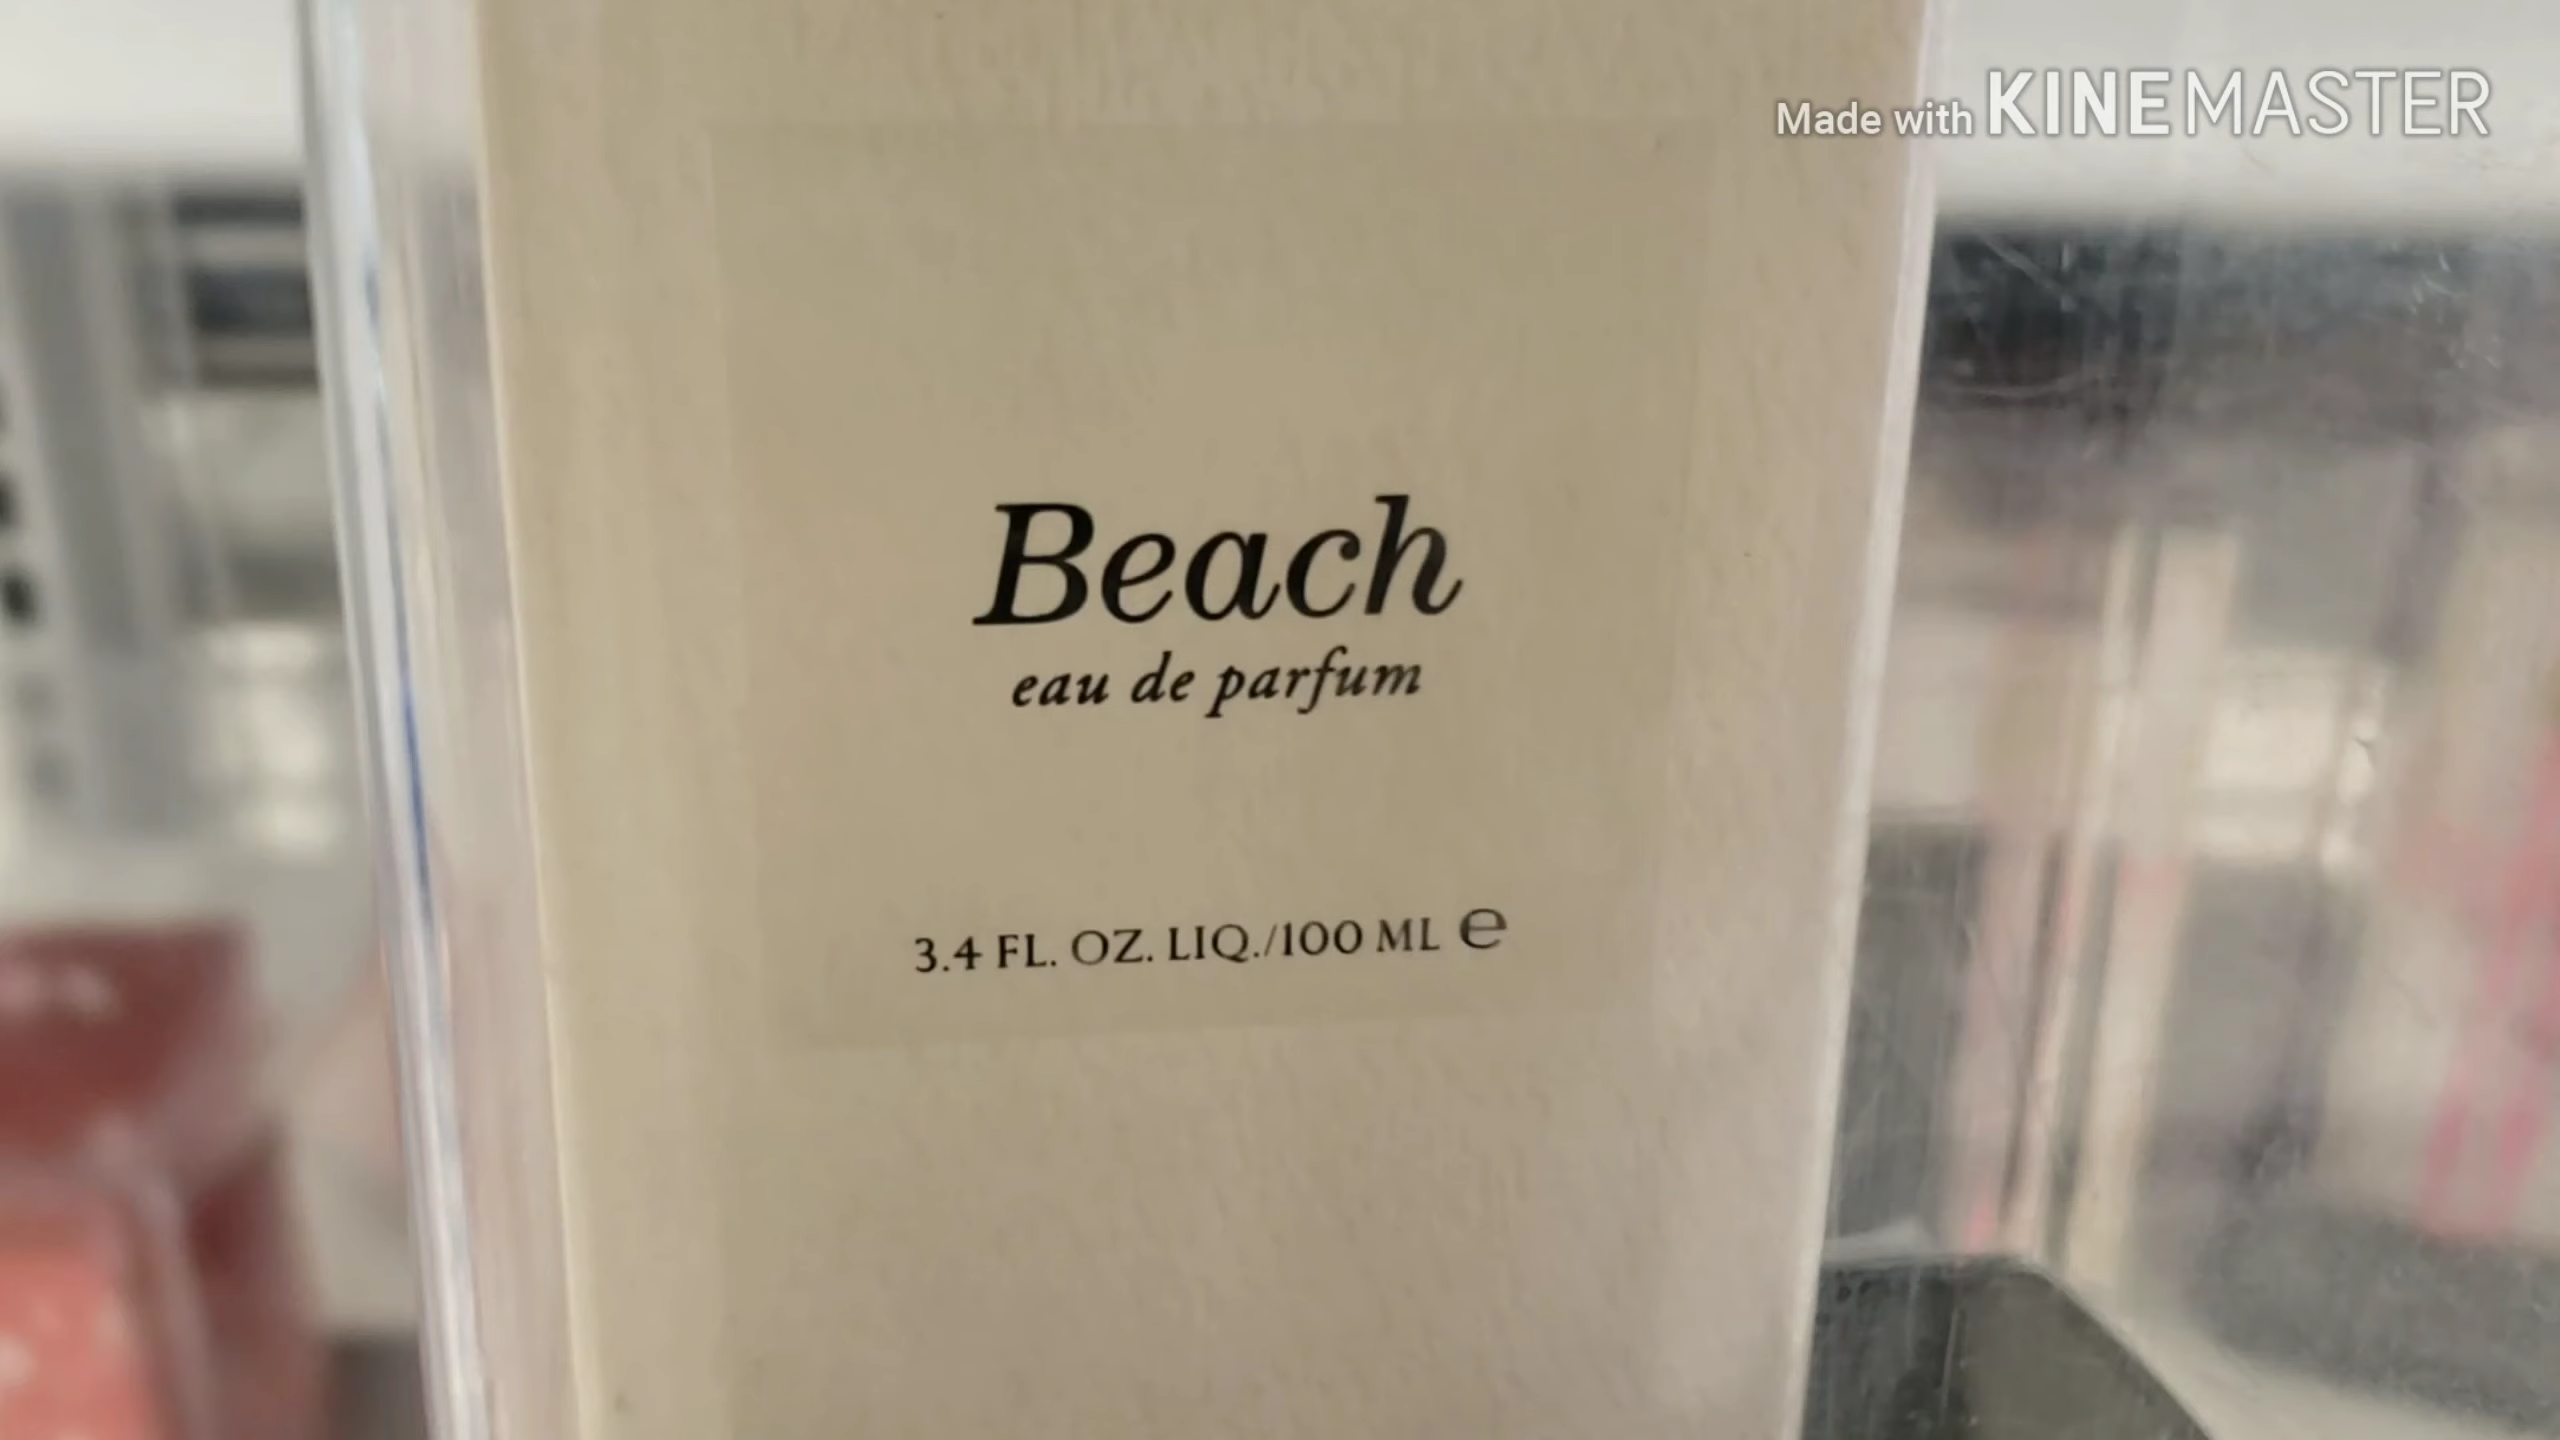 Made with KINEMASTER
Beach
eau de parfum
3.4 FL. OZ. LIQ./100 ML ℮